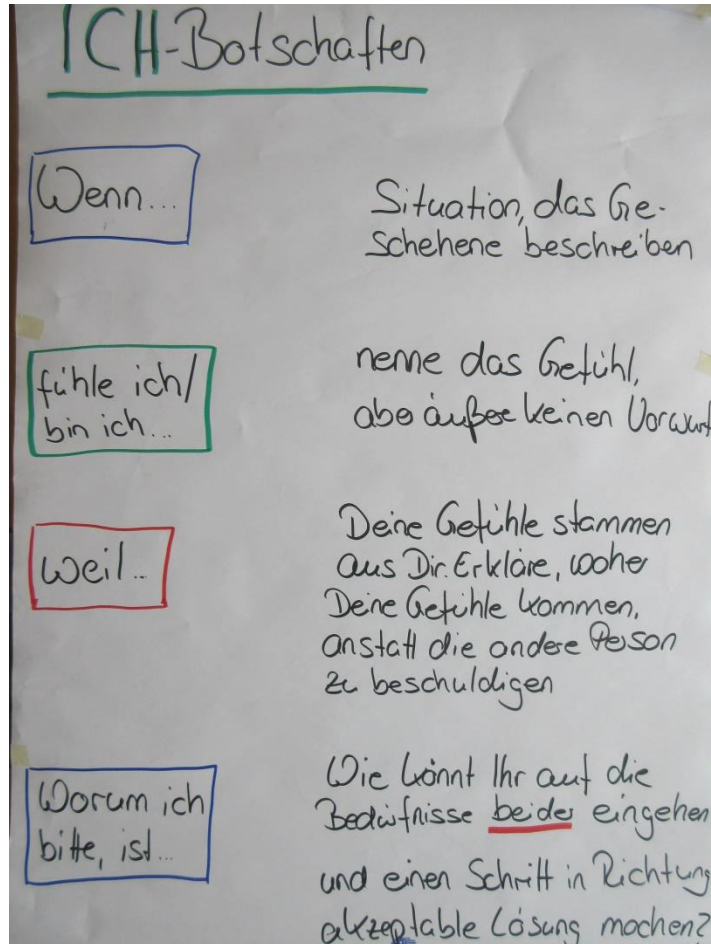 ICH-Botschaften
Wenn...
Situation, das Ge-
schehene beschreiben
fühle ich/
bin ich...
nenne das Gefühl,
aber äußere keinen Vorwurf
weil...
Deine Gefühle stammen
aus Dir. Erkläre, woher
Deine Gefühle kommen,
anstatt die andere Person
zu beschuldigen
Worum ich
bitte, ist...
Wie könnt Ihr auf die
Bedürfnisse beider eingehen
und einen Schritt in Richtung
akzeptable Lösung machen?